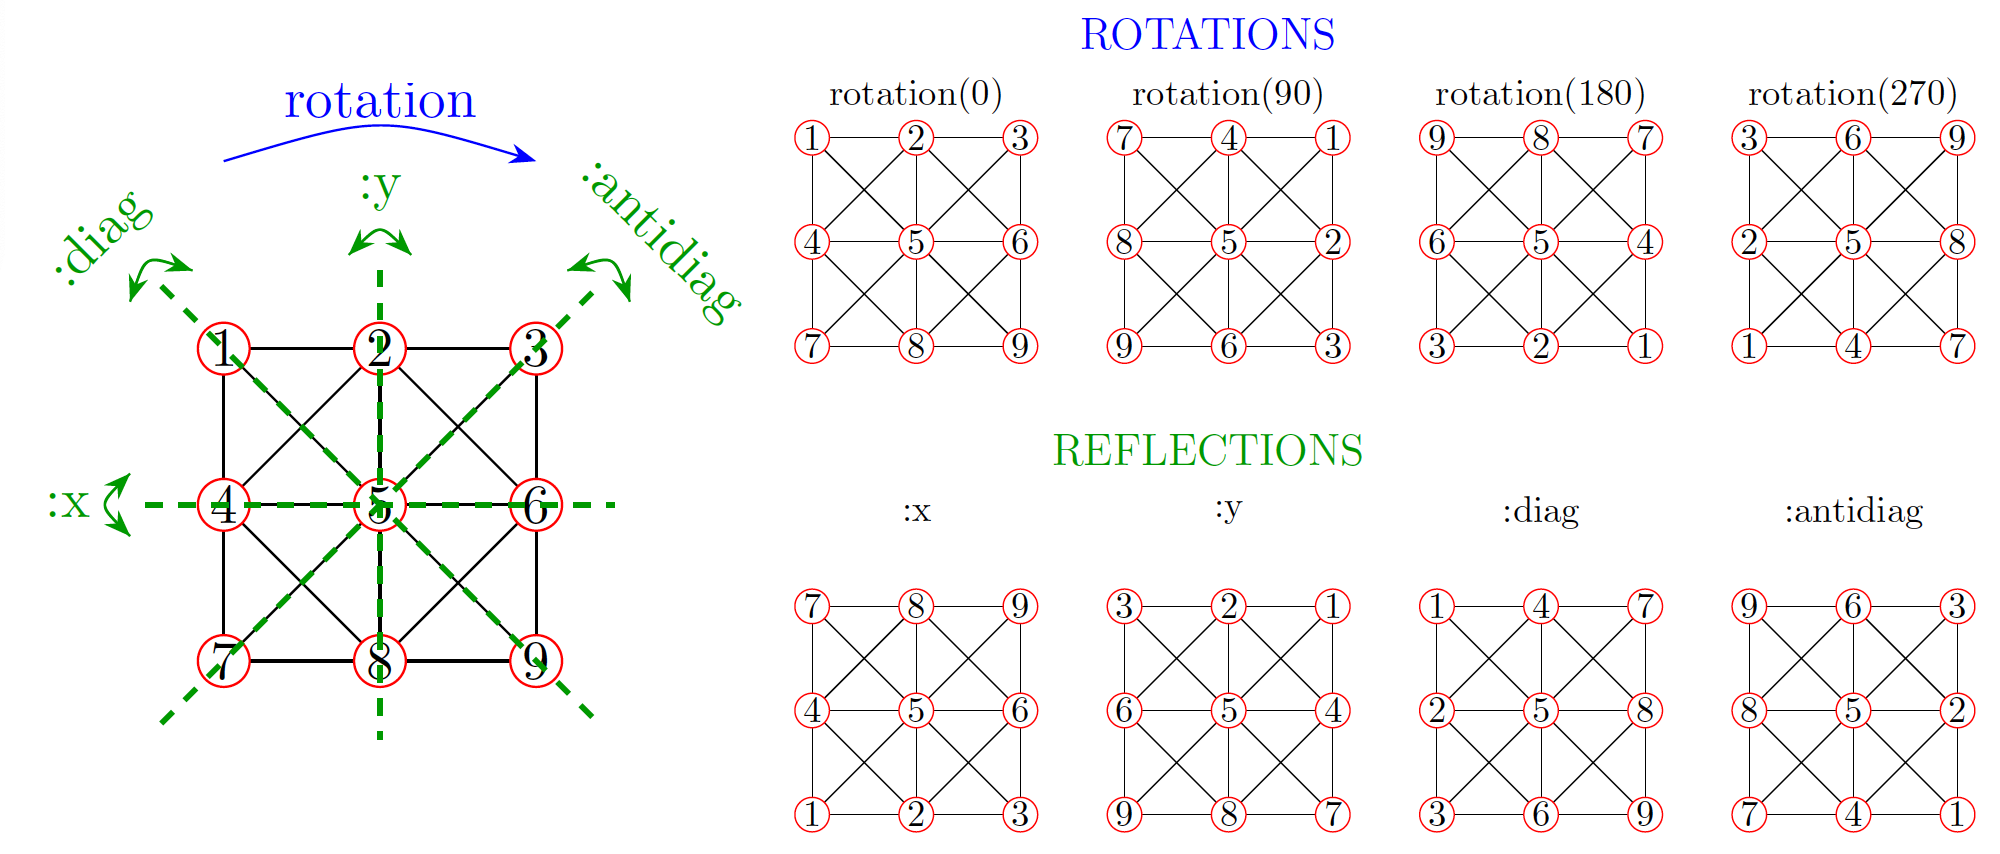 rotation
:diag
:y
:antidiag
1 2 3
:x 4 5 6
7 8 9
ROTATIONS
rotation(0) rotation(90) rotation(180) rotation(270)
1 2 3 7 4 1 9 8 7 3 6 9
4 5 6 8 5 2 6 5 4 2 5 8
7 8 9 9 6 3 3 2 1 1 4 7
REFLECTIONS
:x :y :diag :antidiag
7 8 9 3 2 1 1 4 7 9 6 3
4 5 6 6 5 4 2 5 8 8 5 2
1 2 3 9 8 7 3 6 9 7 4 1